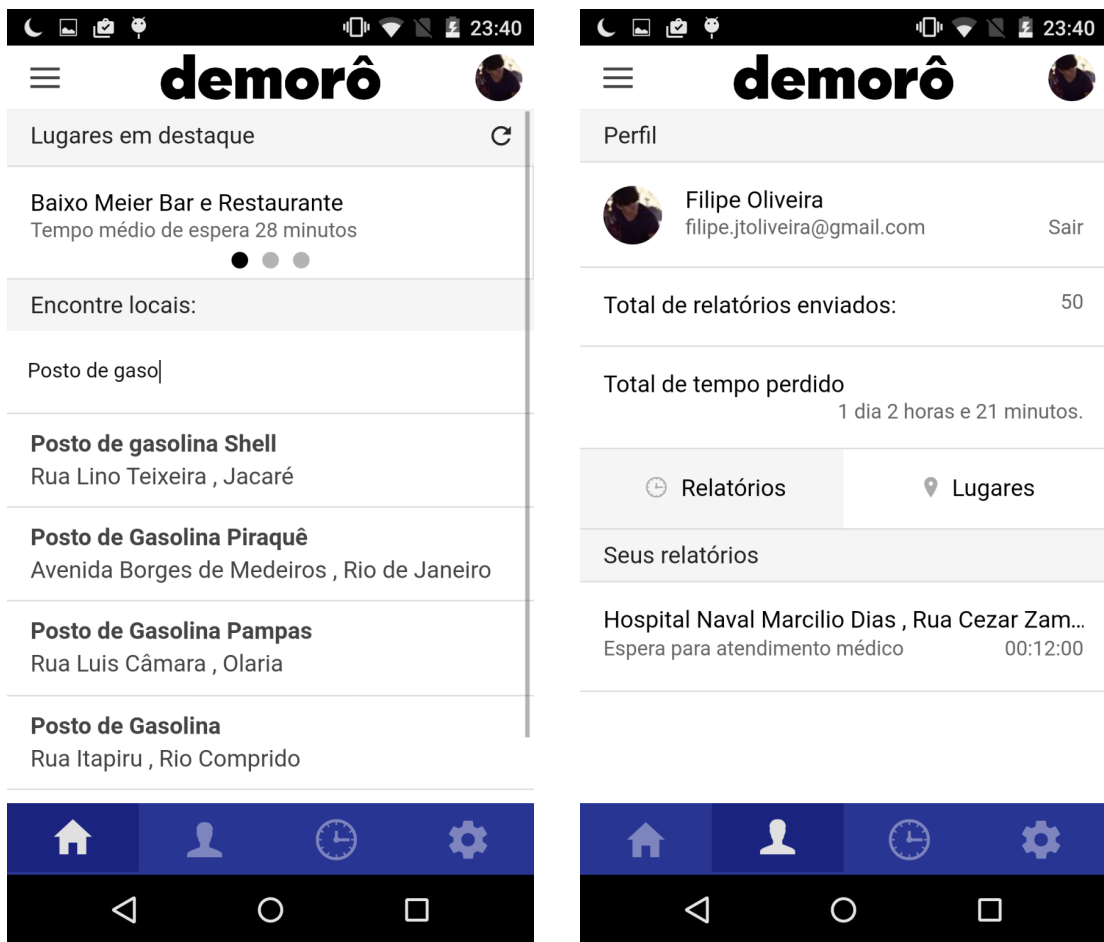 23:40
demorô
Lugares em destaque
Baixo Meier Bar e Restaurante
Tempo médio de espera 28 minutos
Encontre locais:
Posto de gaso
Posto de gasolina Shell
Rua Lino Teixeira , Jacaré
Posto de Gasolina Piraquê
Avenida Borges de Medeiros , Rio de Janeiro
Posto de Gasolina Pampas
Rua Luis Câmara , Olaria
Posto de Gasolina
Rua Itapiru , Rio Comprido
23:40
demorô
Perfil
Filipe Oliveira
filipe.jtoliveira@gmail.com Sair
Total de relatórios enviados: 50
Total de tempo perdido
1 dia 2 horas e 21 minutos.
Relatórios Lugares
Seus relatórios
Hospital Naval Marcilio Dias , Rua Cezar Zam...
Espera para atendimento médico 00:12:00